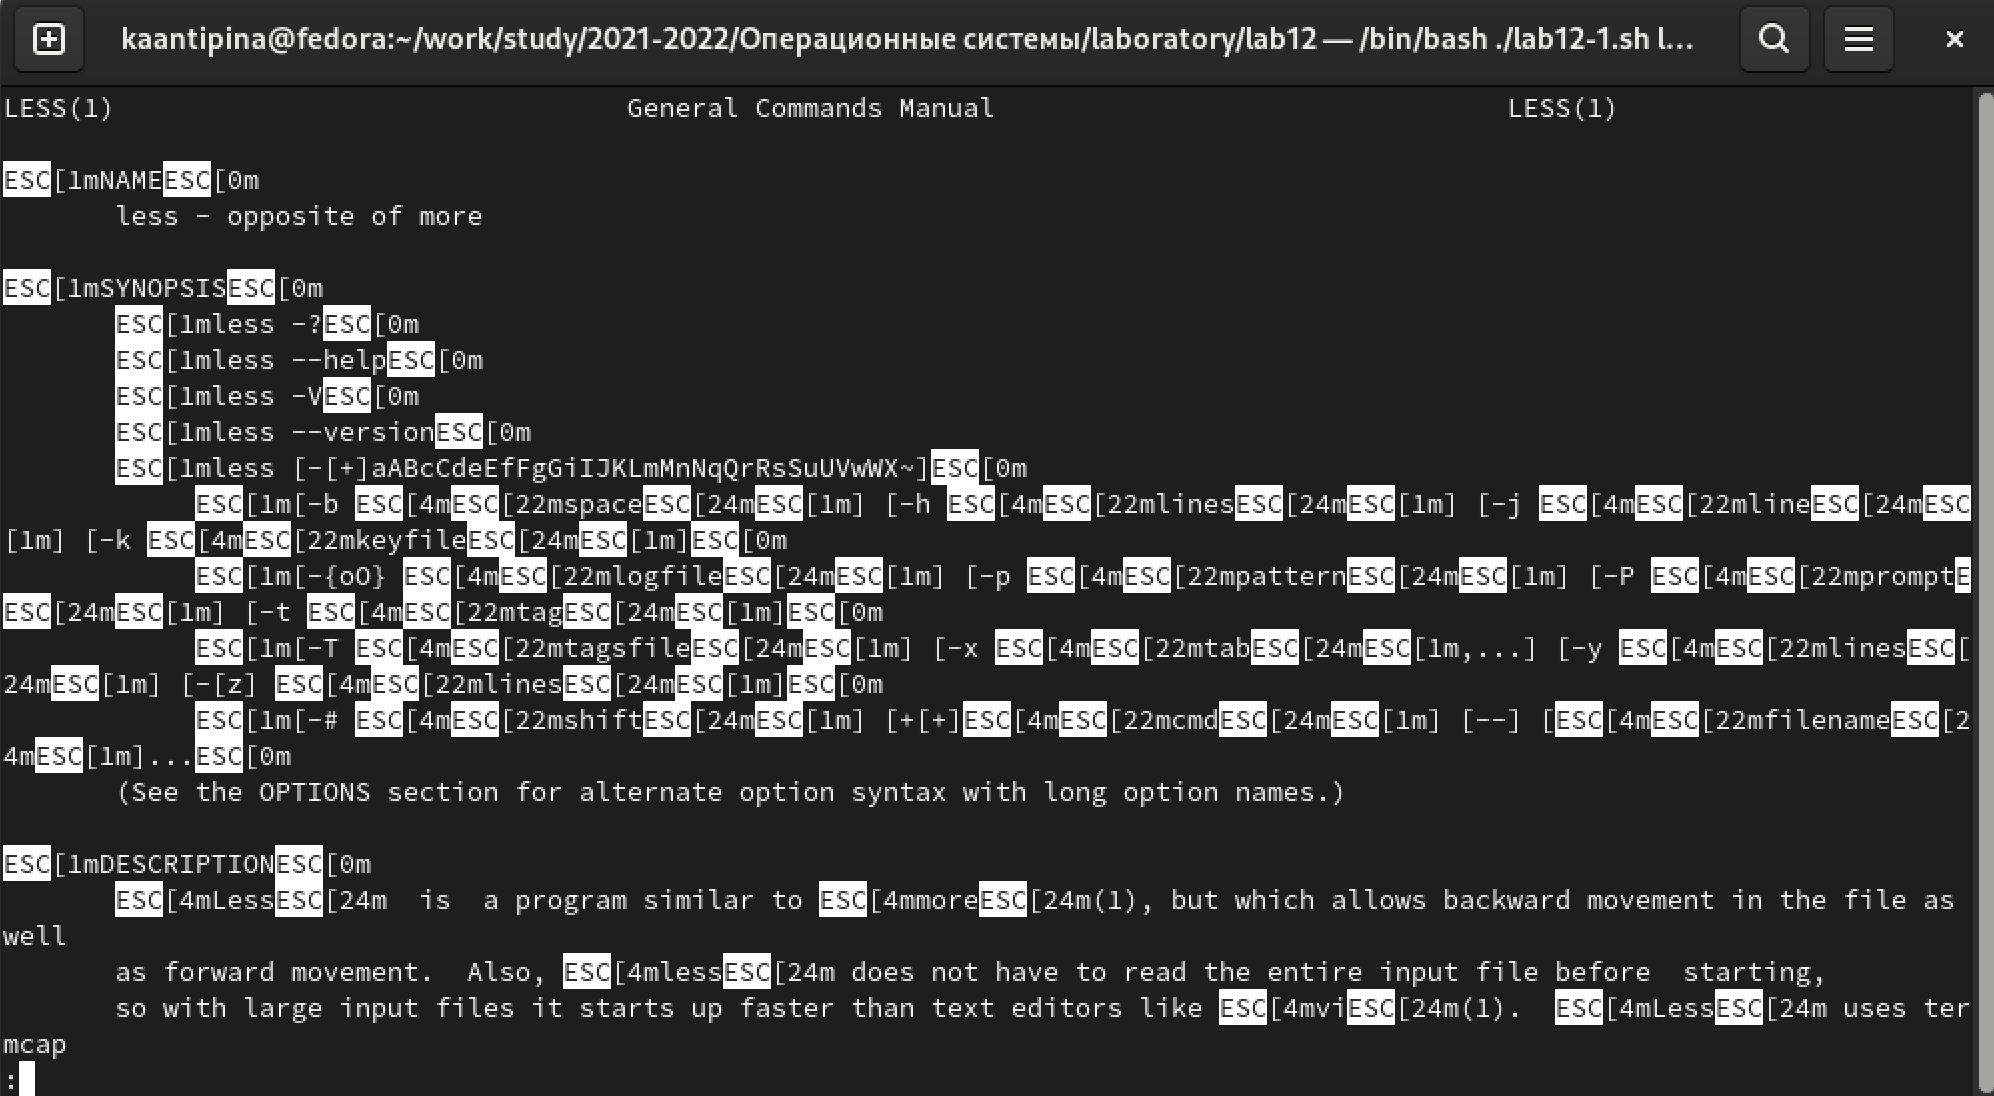 kaantipina@fedora:~/work/study/2021-2022/Операционные системы/laboratory/lab12 — /bin/bash ./lab12-1.sh l...
LESS(1) General Commands Manual LESS(1)
ESC[1mNAMEESC[0m
less - opposite of more
ESC[1mSYNOPSISESC[0m
ESC[1mless -?ESC[0m
ESC[1mless --helpESC[0m
ESC[1mless -VESC[0m
ESC[1mless --versionESC[0m
ESC[1mless [-[+]aABcCdeEfFgGiIJKLmMnNqQrRsSuUVwWX~]ESC[0m
ESC[1m[-b ESC[4mESC[22mspaceESC[24mESC[1m] [-h ESC[4mESC[22mlinesESC[24mESC[1m] [-j ESC[4mESC[22mlineESC[24mESC
[1m] [-k ESC[4mESC[22mkeyfileESC[24mESC[1m]ESC[0m
ESC[1m[-{oO} ESC[4mESC[22mlogfileESC[24mESC[1m] [-p ESC[4mESC[22mpatternESC[24mESC[1m] [-P ESC[4mESC[22mpromptE
ESC[24mESC[1m] [-t ESC[4mESC[22mtagESC[24mESC[1m]ESC[0m
ESC[1m[-T ESC[4mESC[22mtagsfileESC[24mESC[1m] [-x ESC[4mESC[22mtabESC[24mESC[1m,...] [-y ESC[4mESC[22mlinesESC[
24mESC[1m] [-[z] ESC[4mESC[22mlinesESC[24mESC[1m]ESC[0m
ESC[1m[-# ESC[4mESC[22mshiftESC[24mESC[1m] [+[+]ESC[4mESC[22mcmdESC[24mESC[1m] [--] [ESC[4mESC[22mfilenameESC[2
4mESC[1m]...ESC[0m
(See the OPTIONS section for alternate option syntax with long option names.)
ESC[1mDESCRIPTIONESC[0m
ESC[4mLessESC[24m is a program similar to ESC[4mmoreESC[24m(1), but which allows backward movement in the file as
well
as forward movement. Also, ESC[4mlessESC[24m does not have to read the entire input file before starting,
so with large input files it starts up faster than text editors like ESC[4mviESC[24m(1). ESC[4mLessESC[24m uses ter
mcap
: